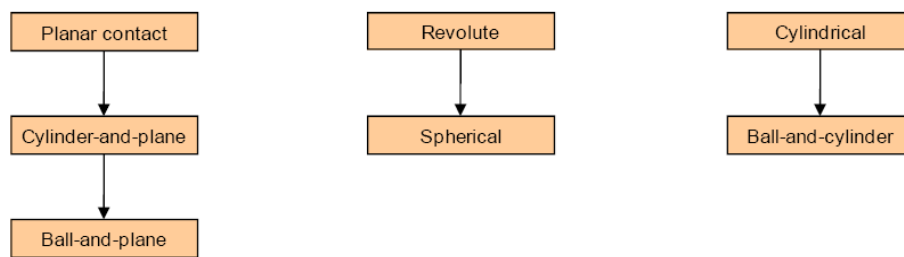 Planar contact
Revolute
Cylindrical
Cylinder-and-plane
Spherical
Ball-and-cylinder
Ball-and-plane